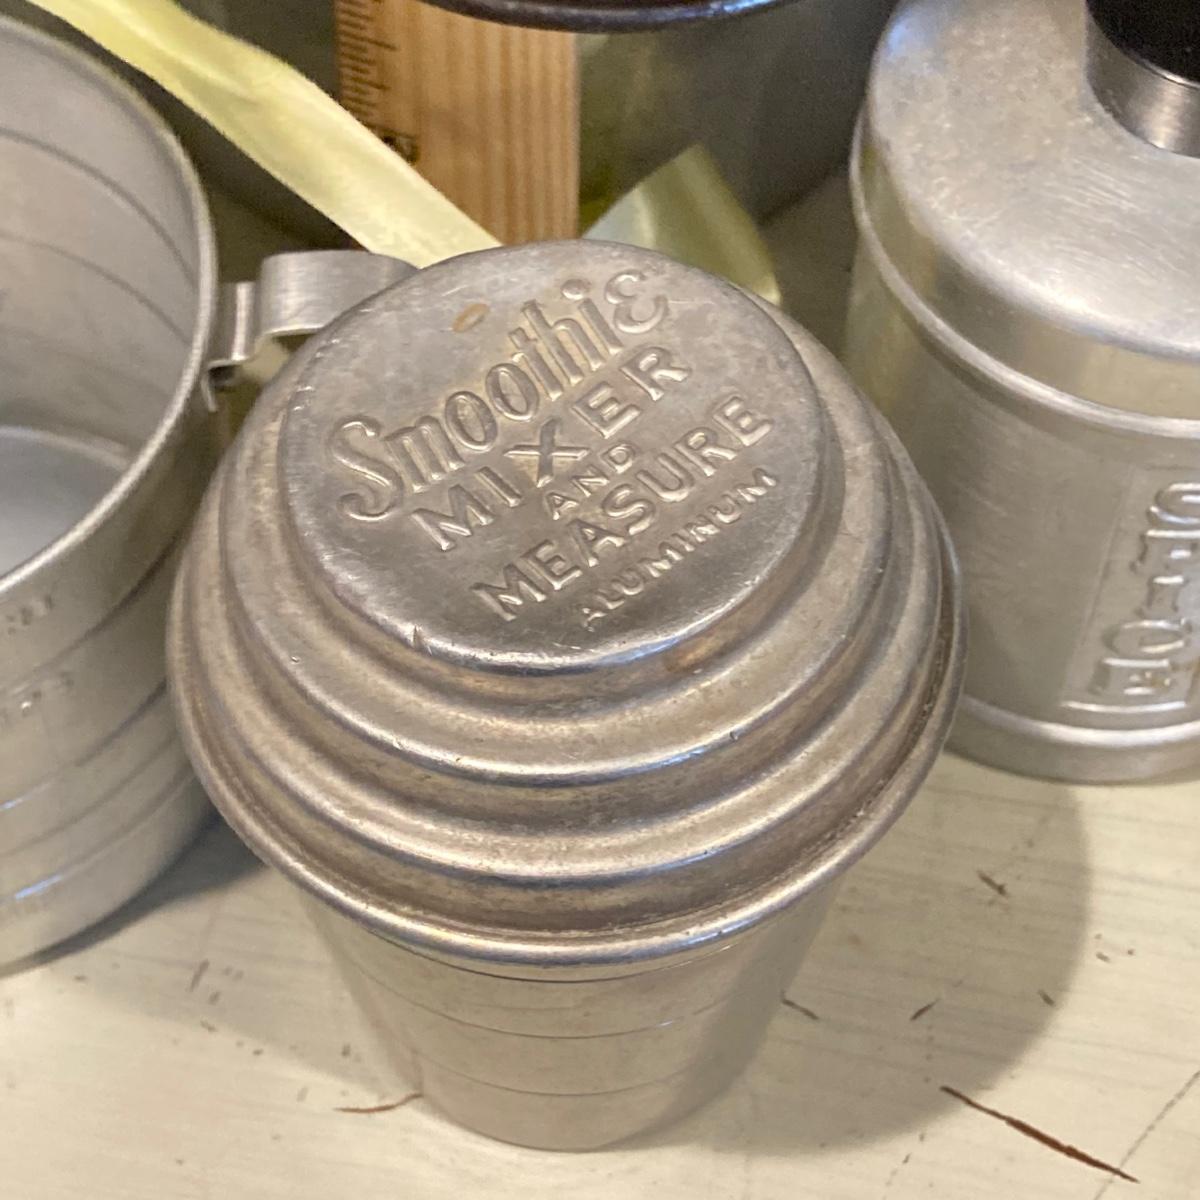 SmoothiE
MIXER
AND
MEASURE
ALUMINUM